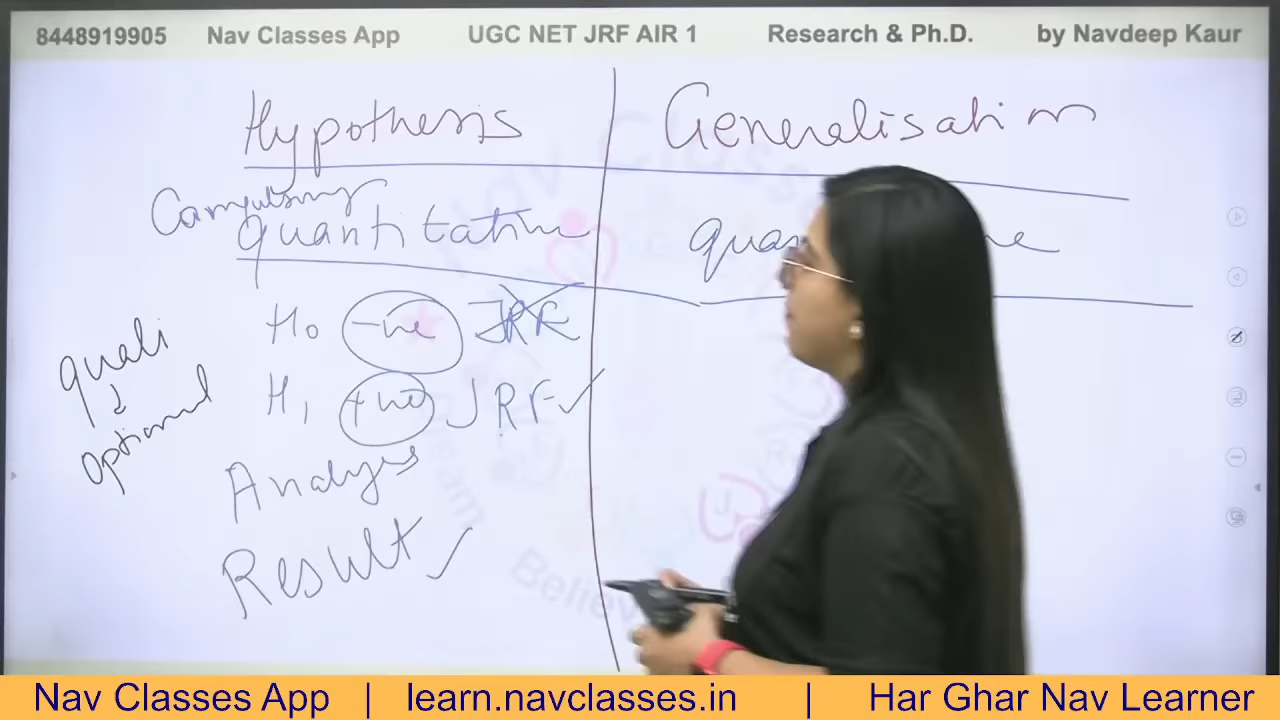 8448919905 Nav Classes App UGC NET JRF AIR 1 Research & Ph.D. by Navdeep Kaur
Hypothesis Generalisation
Compulsory
quantitative
H₀ -ve JRF
H₁ +ve JRF ✓
quali
↓
optional
Analyses
Result ✓
Nav Classes App | learn.navclasses.in | Har Ghar Nav Learner